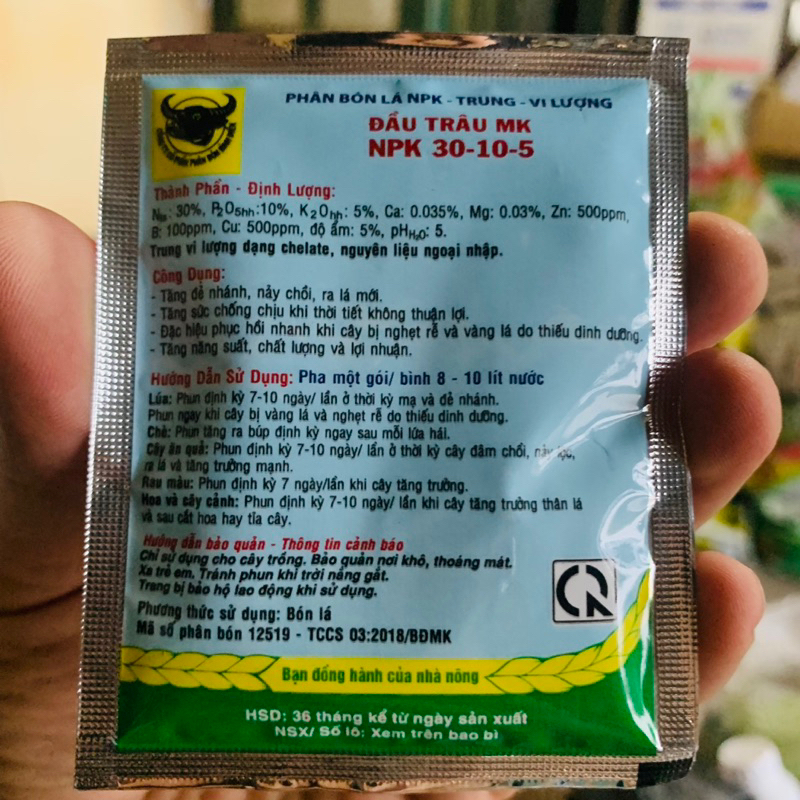 PHÂN BÓN LÁ NPK - TRUNG - VI LƯỢNG
ĐẦU TRÂU MK
NPK 30-10-5
Thành Phần - Định Lượng:
Nts: 30%, P2O5hh:10%, K2Ohh: 5%, Ca: 0.035%, Mg: 0.03%, Zn: 500ppm,
B: 100ppm, Cu: 500ppm, độ ẩm: 5%, pHH2O: 5.
Trung vi lượng dạng chelate, nguyên liệu ngoại nhập.
Công Dụng:
- Tăng đẻ nhánh, nảy chồi, ra lá mới.
- Tăng sức chống chịu khi thời tiết không thuận lợi.
- Đặc hiệu phục hồi nhanh khi cây bị nghẹt rễ và vàng lá do thiếu dinh dưỡng.
- Tăng năng suất, chất lượng và lợi nhuận.
Hướng Dẫn Sử Dụng: Pha một gói/ bình 8 - 10 lít nước
Lúa: Phun định kỳ 7-10 ngày/ lần ở thời kỳ mạ và đẻ nhánh.
Phun ngay khi cây bị vàng lá và nghẹt rễ do thiếu dinh dưỡng.
Chè: Phun tăng ra búp định kỳ ngay sau mỗi lứa hái.
Cây ăn quả: Phun định kỳ 7-10 ngày/ lần ở thời kỳ cây đâm chồi, nảy lộc,
ra lá và tăng trưởng mạnh.
Rau màu: Phun định kỳ 7 ngày/lần khi cây tăng trưởng.
Hoa và cây cảnh: Phun định kỳ 7-10 ngày/ lần khi cây tăng trưởng thân lá
và sau cắt hoa hay tỉa cây.
Hướng dẫn bảo quản - Thông tin cảnh báo
Chỉ sử dụng cho cây trồng. Bảo quản nơi khô, thoáng mát.
Xa trẻ em. Tránh phun khi trời nắng gắt.
Trang bị bảo hộ lao động khi sử dụng.
Phương thức sử dụng: Bón lá
Mã số phân bón 12519 - TCCS 03:2018/BĐMK
Bạn đồng hành của nhà nông
HSD: 36 tháng kể từ ngày sản xuất
NSX/ Số lô: Xem trên bao bì